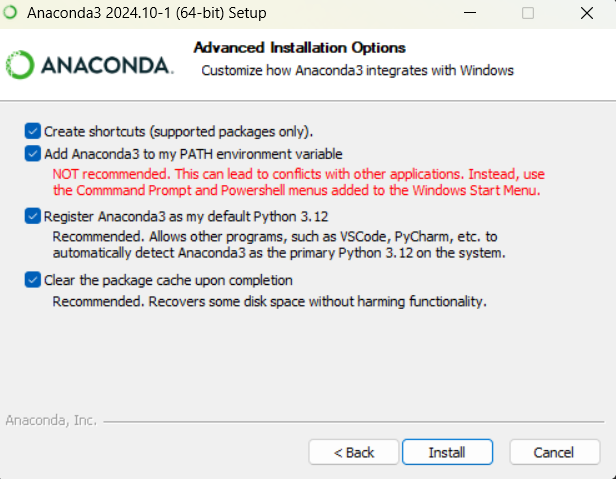 Anaconda3 2024.10-1 (64-bit) Setup
Advanced Installation Options
Customize how Anaconda3 integrates with Windows
ANACONDA.
Create shortcuts (supported packages only).
Add Anaconda3 to my PATH environment variable
NOT recommended. This can lead to conflicts with other applications. Instead, use
the Commmand Prompt and Powershell menus added to the Windows Start Menu.
Register Anaconda3 as my default Python 3.12
Recommended. Allows other programs, such as VSCode, PyCharm, etc. to
automatically detect Anaconda3 as the primary Python 3.12 on the system.
Clear the package cache upon completion
Recommended. Recovers some disk space without harming functionality.
Anaconda, Inc.
< Back
Install
Cancel